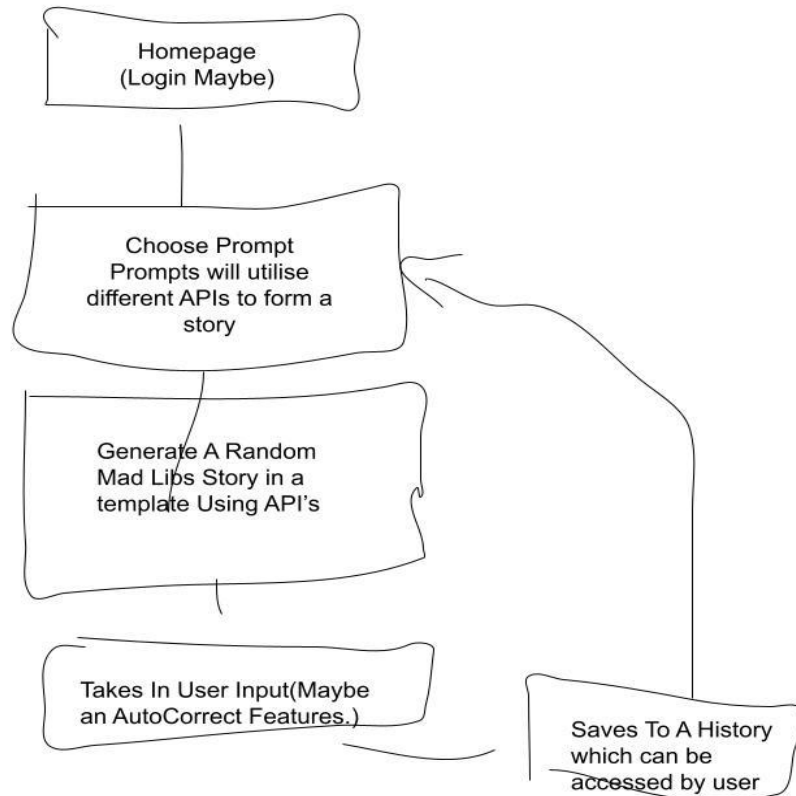 Homepage
(Login Maybe)
Choose Prompt
Prompts will utilise
different APIs to form a
story
Generate A Random
Mad Libs Story in a
template Using API's
Takes In User Input(Maybe
an AutoCorrect Features.)
Saves To A History
which can be
accessed by user